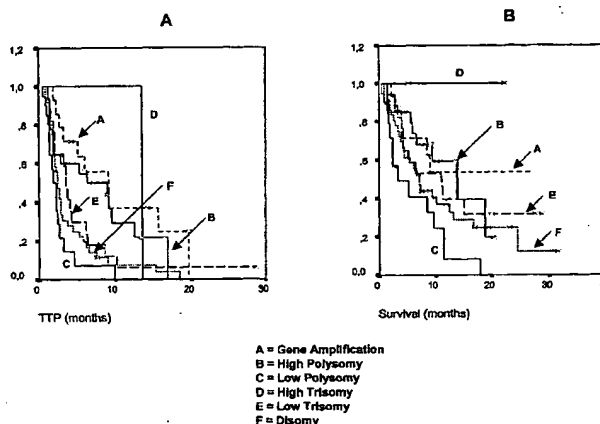 A
B
1,2
1,0
,8
,6
,4
,2
0,0
0
10
20
30
A
D
F
E
B
C
TTP (months)
1,2
1,0
,8
,6
,4
,2
0,0
0
10
20
30
40
D
B
A
E
F
C
Survival (months)
A = Gene Amplification
B = High Polysomy
C = Low Polysomy
D = High Trisomy
E = Low Trisomy
F = Disomy